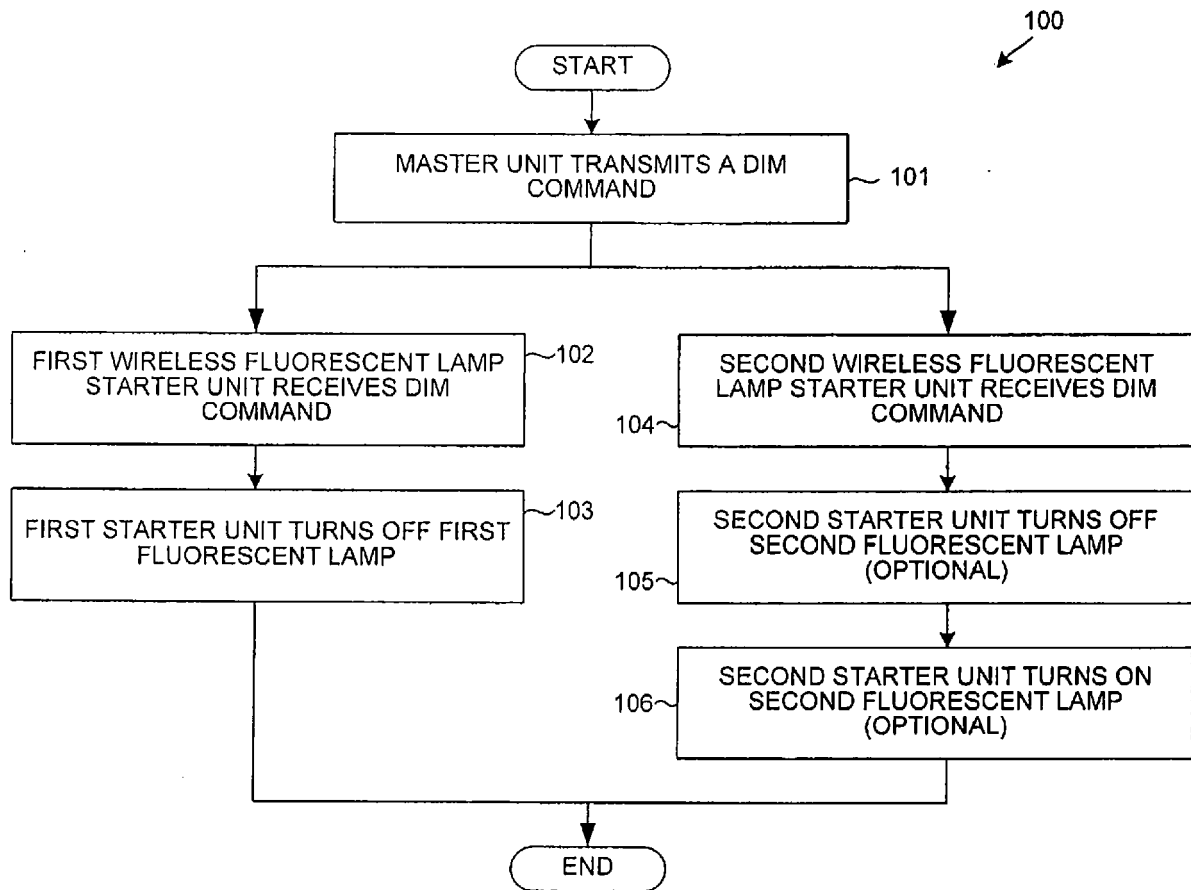 100
START
MASTER UNIT TRANSMITS A DIM
COMMAND
101
FIRST WIRELESS FLUORESCENT LAMP
STARTER UNIT RECEIVES DIM
COMMAND
102
FIRST STARTER UNIT TURNS OFF FIRST
FLUORESCENT LAMP
103
SECOND WIRELESS FLUORESCENT
LAMP STARTER UNIT RECEIVES DIM
COMMAND
104
SECOND STARTER UNIT TURNS OFF
SECOND FLUORESCENT LAMP
(OPTIONAL)
105
SECOND STARTER UNIT TURNS ON
SECOND FLUORESCENT LAMP
(OPTIONAL)
106
END